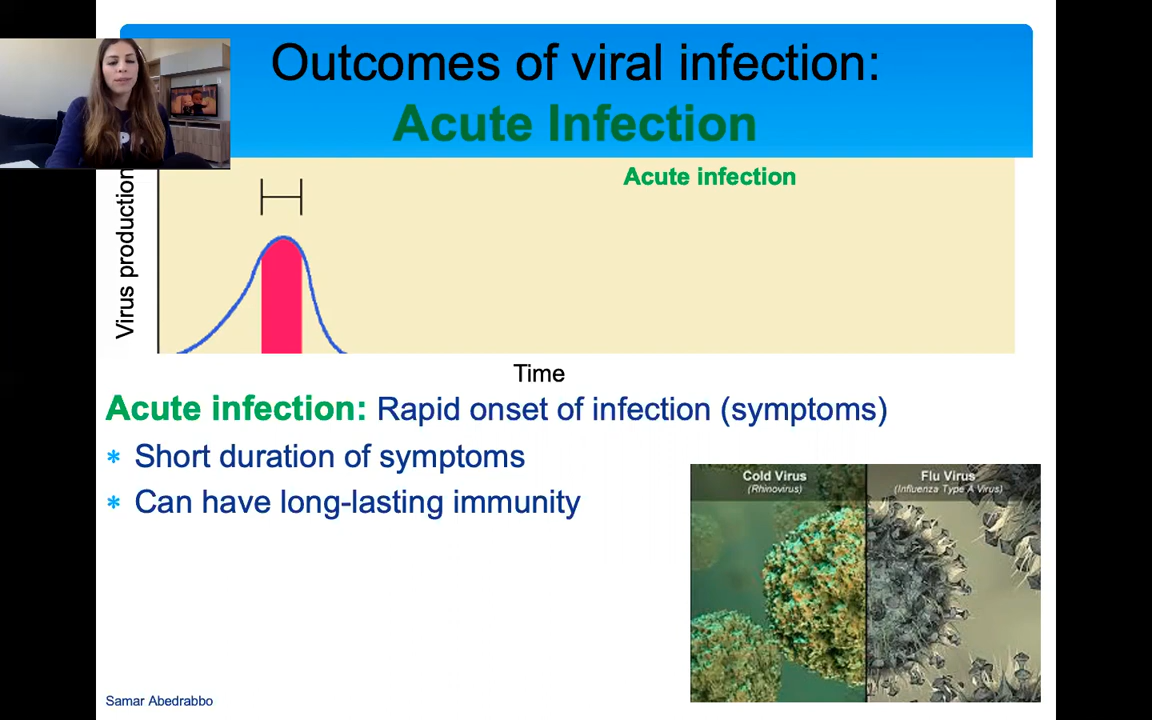 Outcomes of viral infection:
Acute Infection
Acute infection
Virus production
Time
Acute infection: Rapid onset of infection (symptoms)
* Short duration of symptoms
* Can have long-lasting immunity
Cold Virus
(Rhinovirus)
Flu Virus
(Influenza Type A Virus)
Samar Abedrabbo